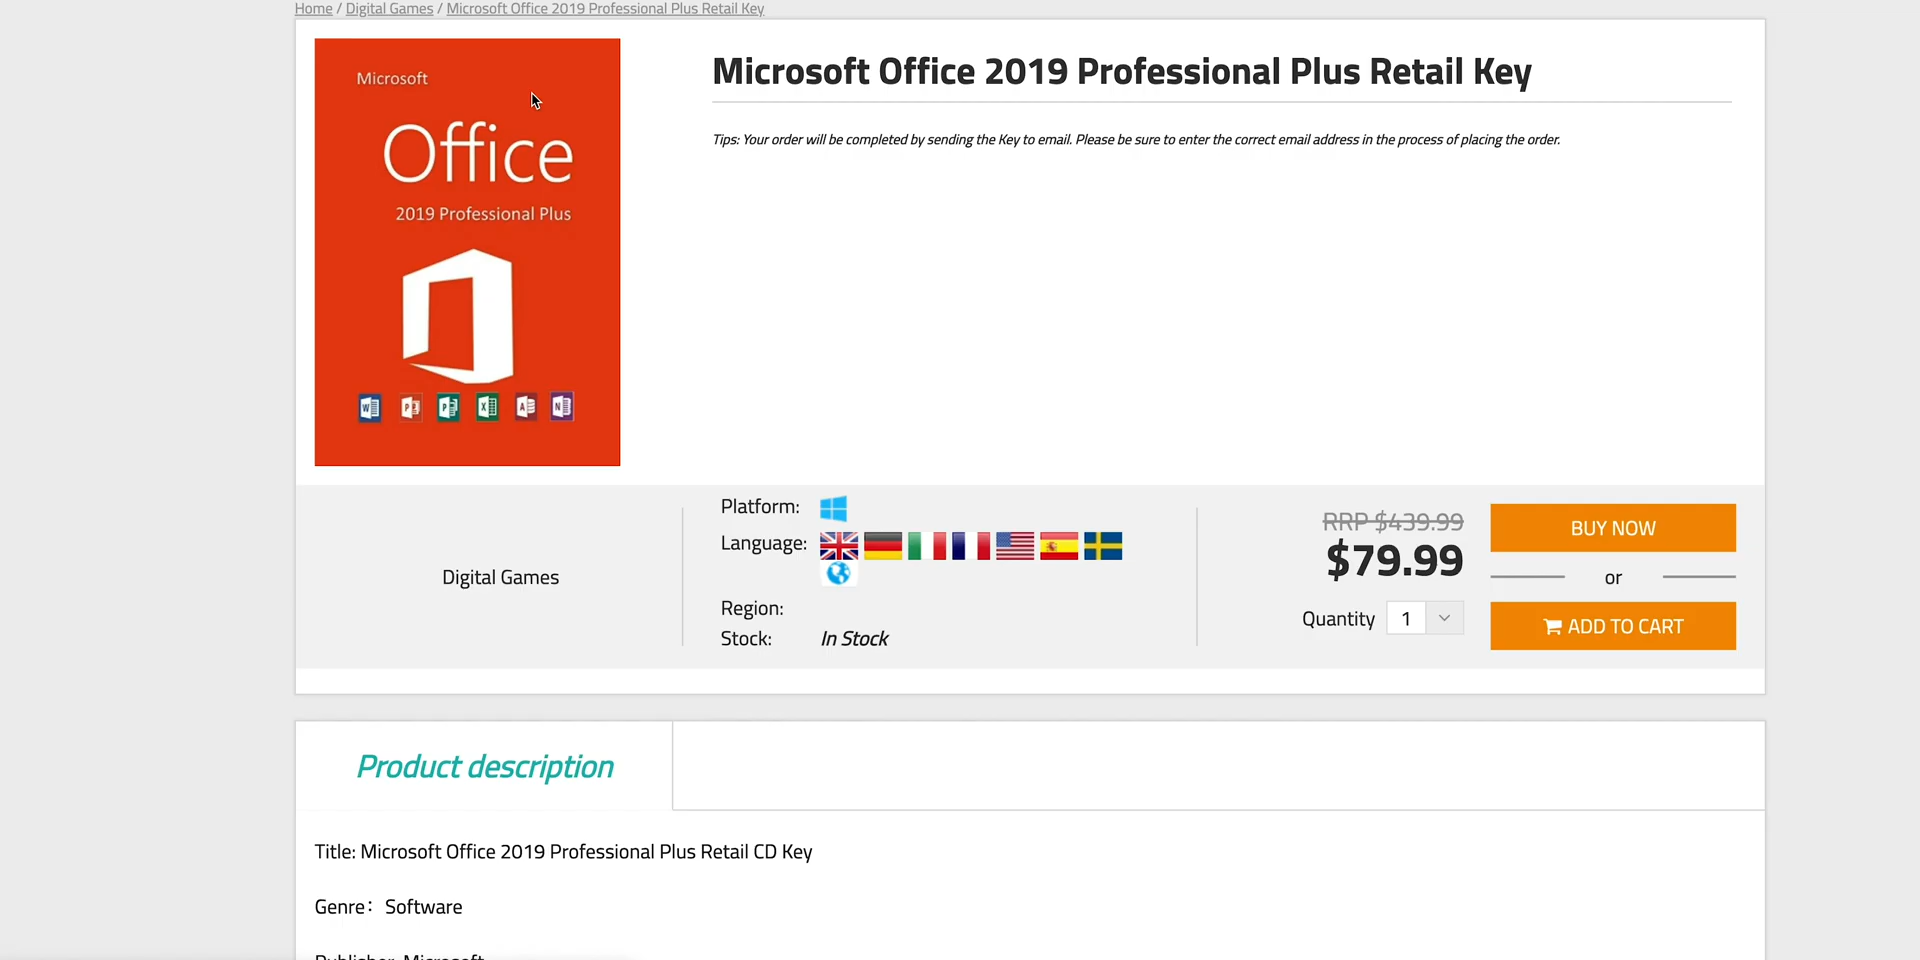 Home / Digital Games / Microsoft Office 2019 Professional Plus Retail Key
Microsoft
Office
2019 Professional Plus
Microsoft Office 2019 Professional Plus Retail Key
Tips: Your order will be completed by sending the Key to email. Please be sure to enter the correct email address in the process of placing the order.
Digital Games
Platform:
Language:
Region:
Stock: In Stock
RRP $439.99
$79.99
Quantity 1
BUY NOW
or
ADD TO CART
Product description
Title: Microsoft Office 2019 Professional Plus Retail CD Key
Genre: Software
Publisher: Microsoft